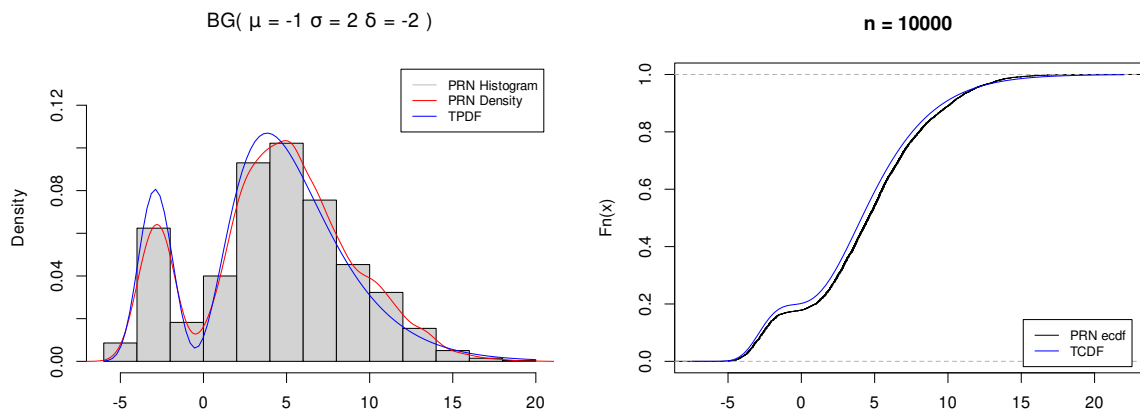 BG( μ = -1 σ = 2 δ = -2 )
Density
0.00
0.04
0.08
0.12
-5
0
5
10
15
20
PRN Histogram
PRN Density
TPDF
n = 10000
Fn(x)
0.0
0.2
0.4
0.6
0.8
1.0
-5
0
5
10
15
20
PRN ecdf
TCDF